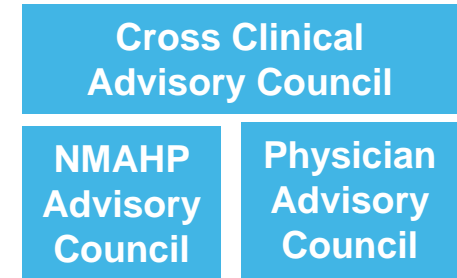 Cross Clinical
Advisory Council
NMAHP
Advisory
Council
Physician
Advisory
Council